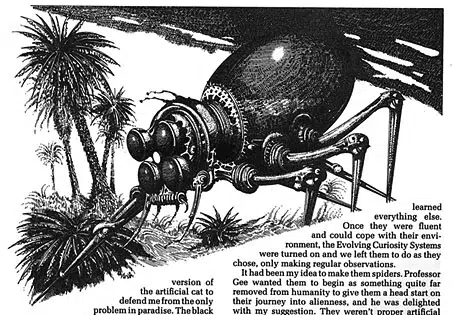 version of
the artificial cat to
defend me from the only
problem in paradise. The black
learned
everything else.
Once they were fluent
and could cope with their envi-
ronment, the Evolving Curiosity Systems
were turned on and we left them to do as they
chose, only making regular observations.
It had been my idea to make them spiders. Professor
Gee wanted them to begin as something quite far
removed from humanity to give them a head start on
their journey into alienness, and he was delighted
with my suggestion. They weren't proper artificial